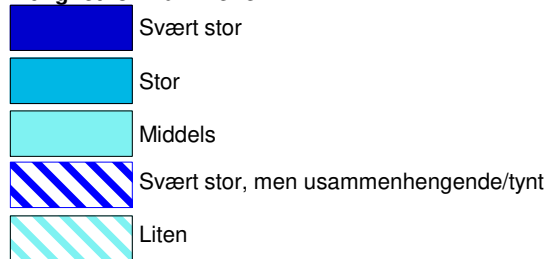 Svært stor
Stor
Middels
Svært stor, men usammenhengende/tynt
Liten